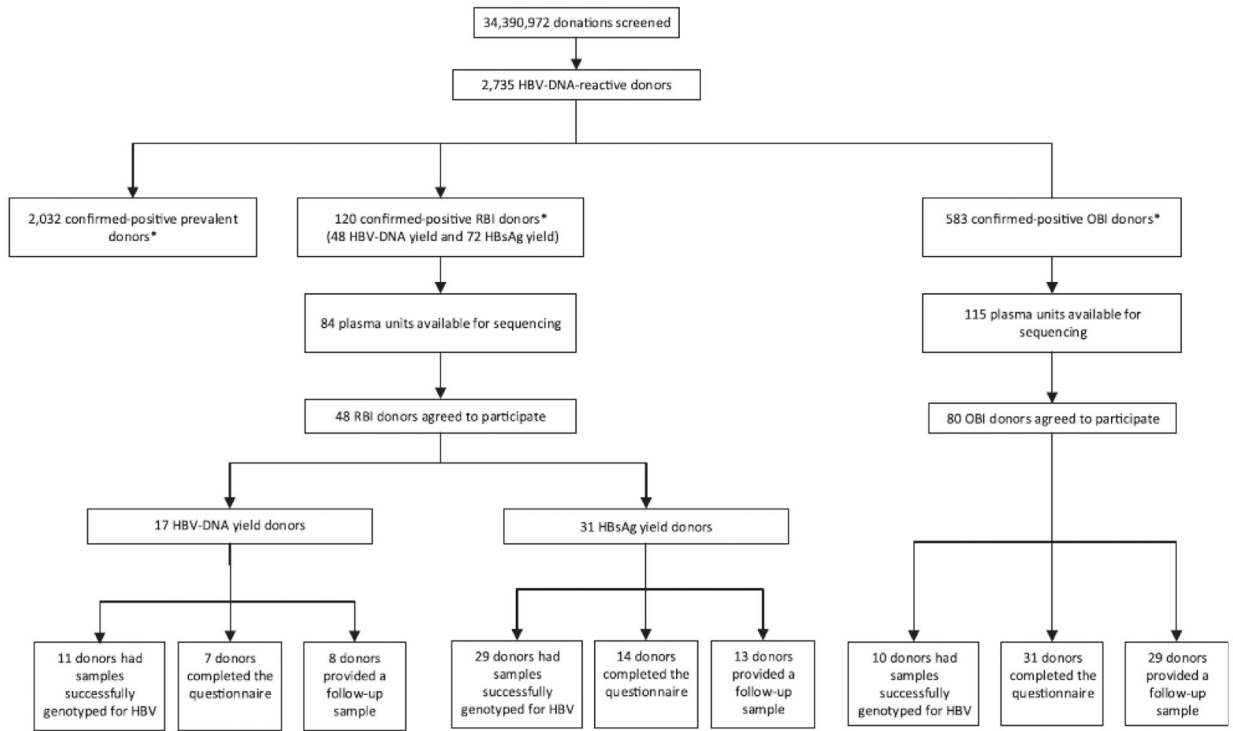 34,390,972 donations screened
2,735 HBV-DNA-reactive donors
2,032 confirmed-positive prevalent
donors*
120 confirmed-positive RBI donors*
(48 HBV-DNA yield and 72 HBsAg yield)
583 confirmed-positive OBI donors*
84 plasma units available for sequencing
115 plasma units available for
sequencing
48 RBI donors agreed to participate
80 OBI donors agreed to participate
17 HBV-DNA yield donors
31 HBsAg yield donors
11 donors had
samples
successfully
genotyped for HBV
7 donors
completed the
questionnaire
8 donors
provided a
follow-up
sample
29 donors had
samples
successfully
genotyped for HBV
14 donors
completed the
questionnaire
13 donors
provided a
follow-up
sample
10 donors had
samples
successfully
genotyped for HBV
31 donors
completed the
questionnaire
29 donors
provided a
follow-up
sample